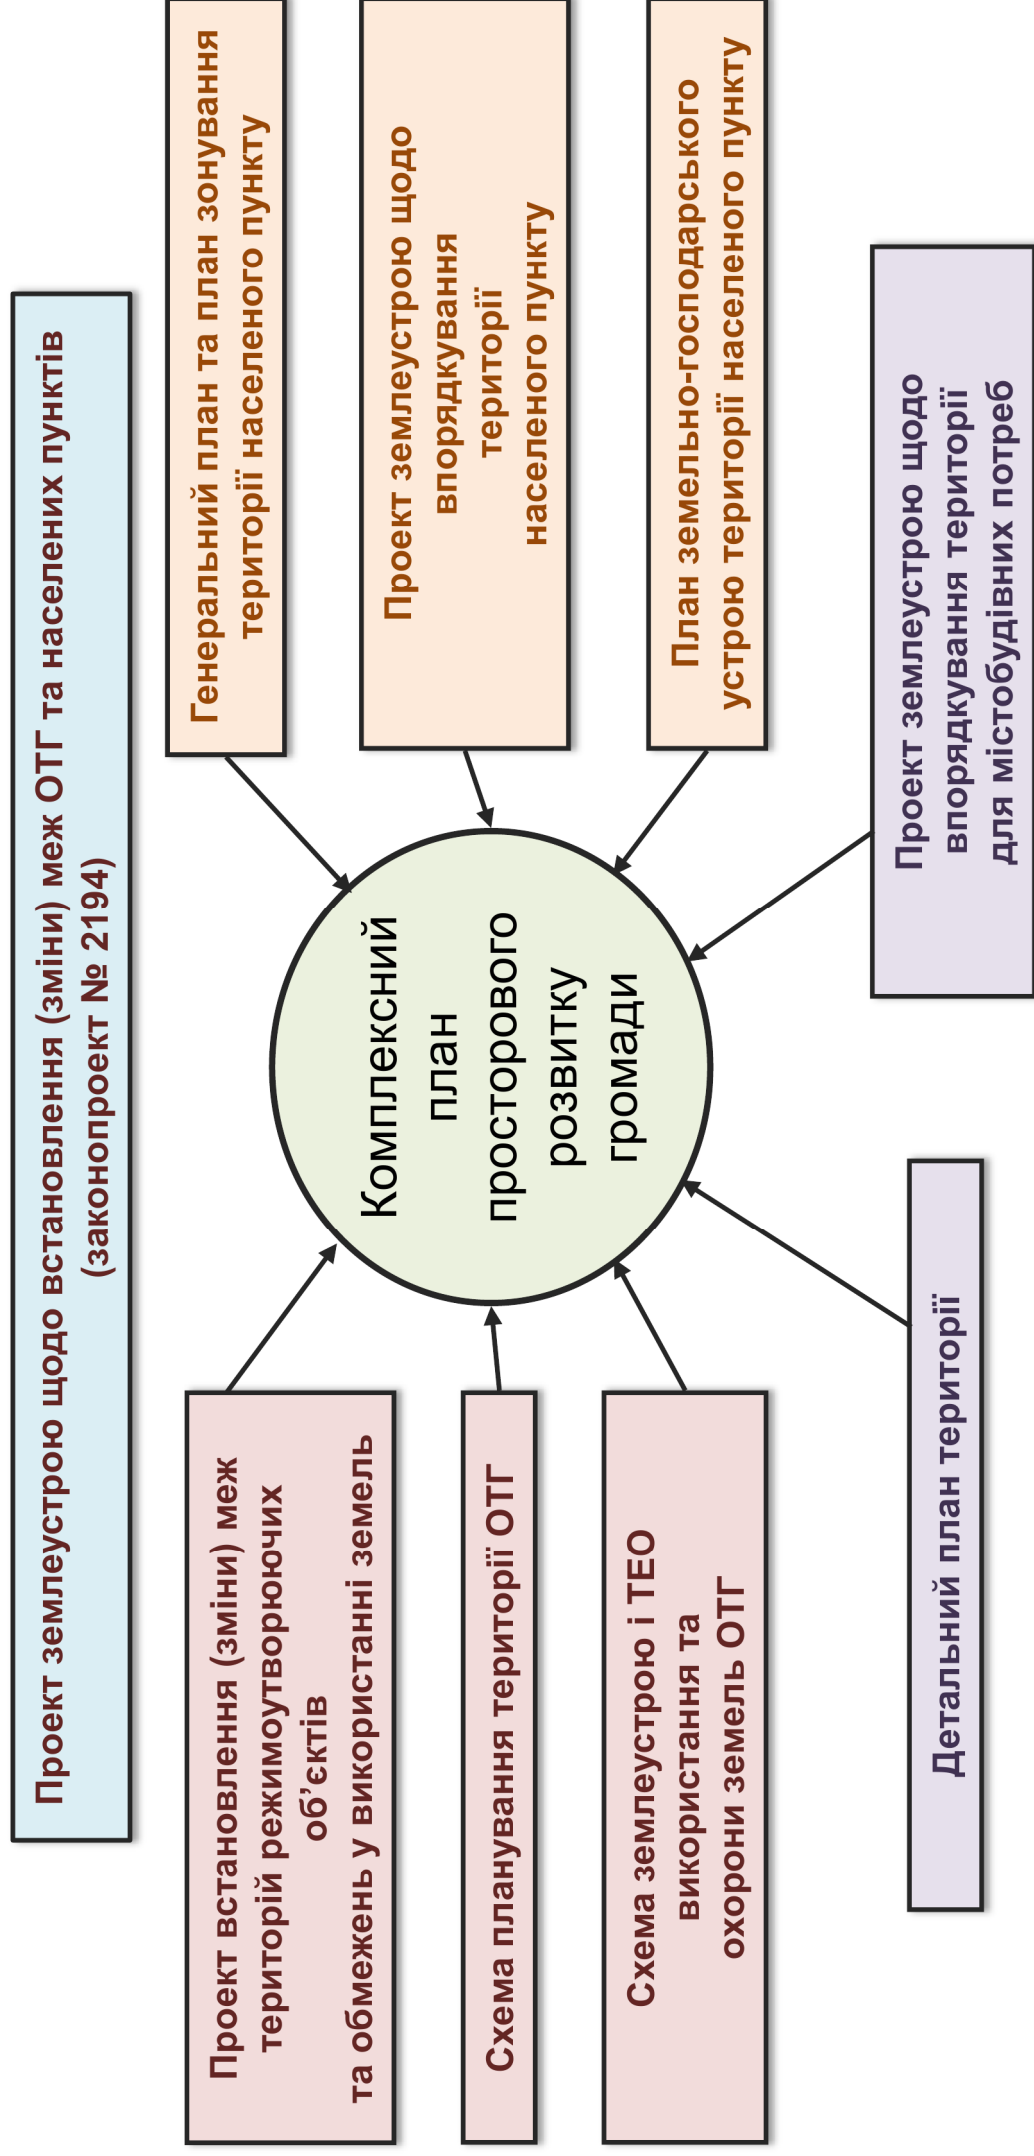 Проект землеустрою щодо встановлення (зміни) меж ОТГ та населених пунктів
(законопроект № 2194)
Проект встановлення (зміни) меж
територій режимоутворюючих
об’єктів
та обмежень у використанні земель
Схема планування території ОТГ
Схема землеустрою і ТЕО
використання та
охорони земель ОТГ
Комплексний
план
просторового
розвитку
громади
Генеральний план та план зонування
території населеного пункту
Проект землеустрою щодо
впорядкування
території
населеного пункту
План земельно-господарського
устрою території населеного пункту
Детальний план території
Проект землеустрою щодо
впорядкування території
для містобудівних потреб